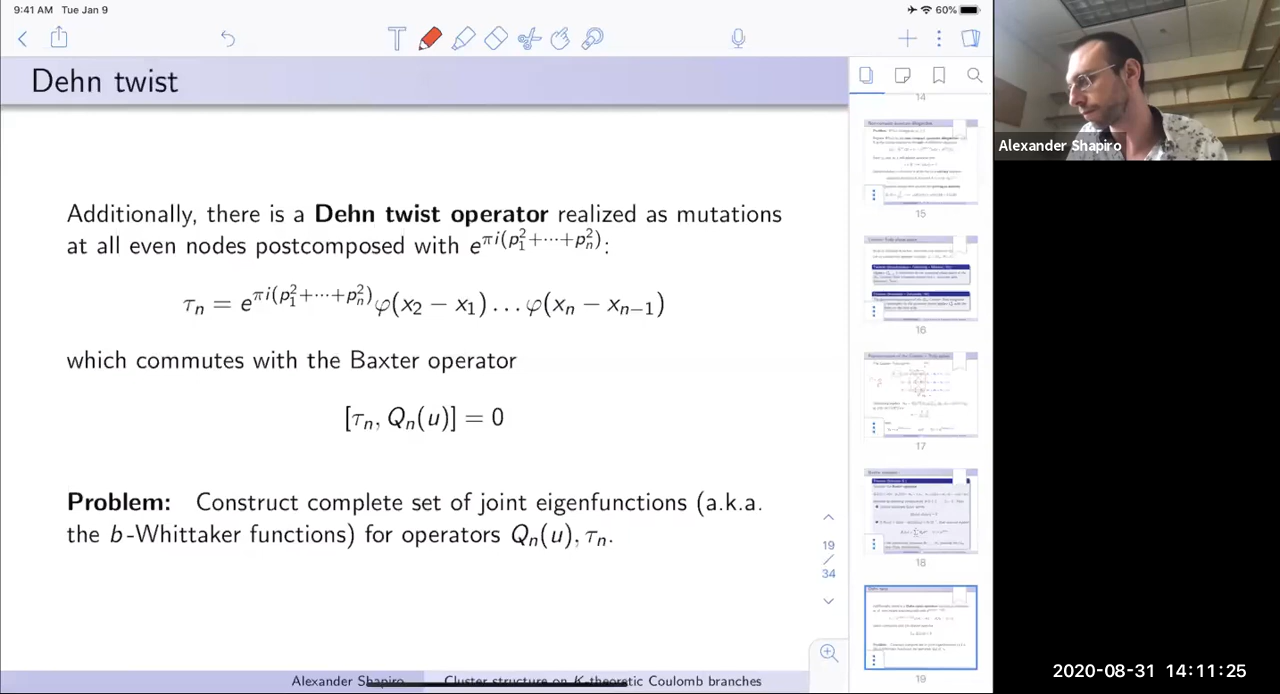 9:41 AM Tue Jan 9
60%
Dehn twist
Additionally, there is a Dehn twist operator realized as mutations
at all even nodes postcomposed with e^{πi(p_1^2+⋯+p_n^2)}:
n = e^{πi(p_1^2+⋯+p_n^2)} φ(x_2 − x_1) … φ(x_n − x_{n−1})
which commutes with the Baxter operator
[τ_n, Q_n(u)] = 0
Problem: Construct complete set of joint eigenfunctions (a.k.a.
the b-Whittaker functions) for operators Q_n(u), τ_n.
19
/
34
Alexander Shapiro Cluster structure on K-theoretic Coulomb branches
14
15
16
17
18
Dehn twist
19
Alexander Shapiro
2020-08-31 14:11:25